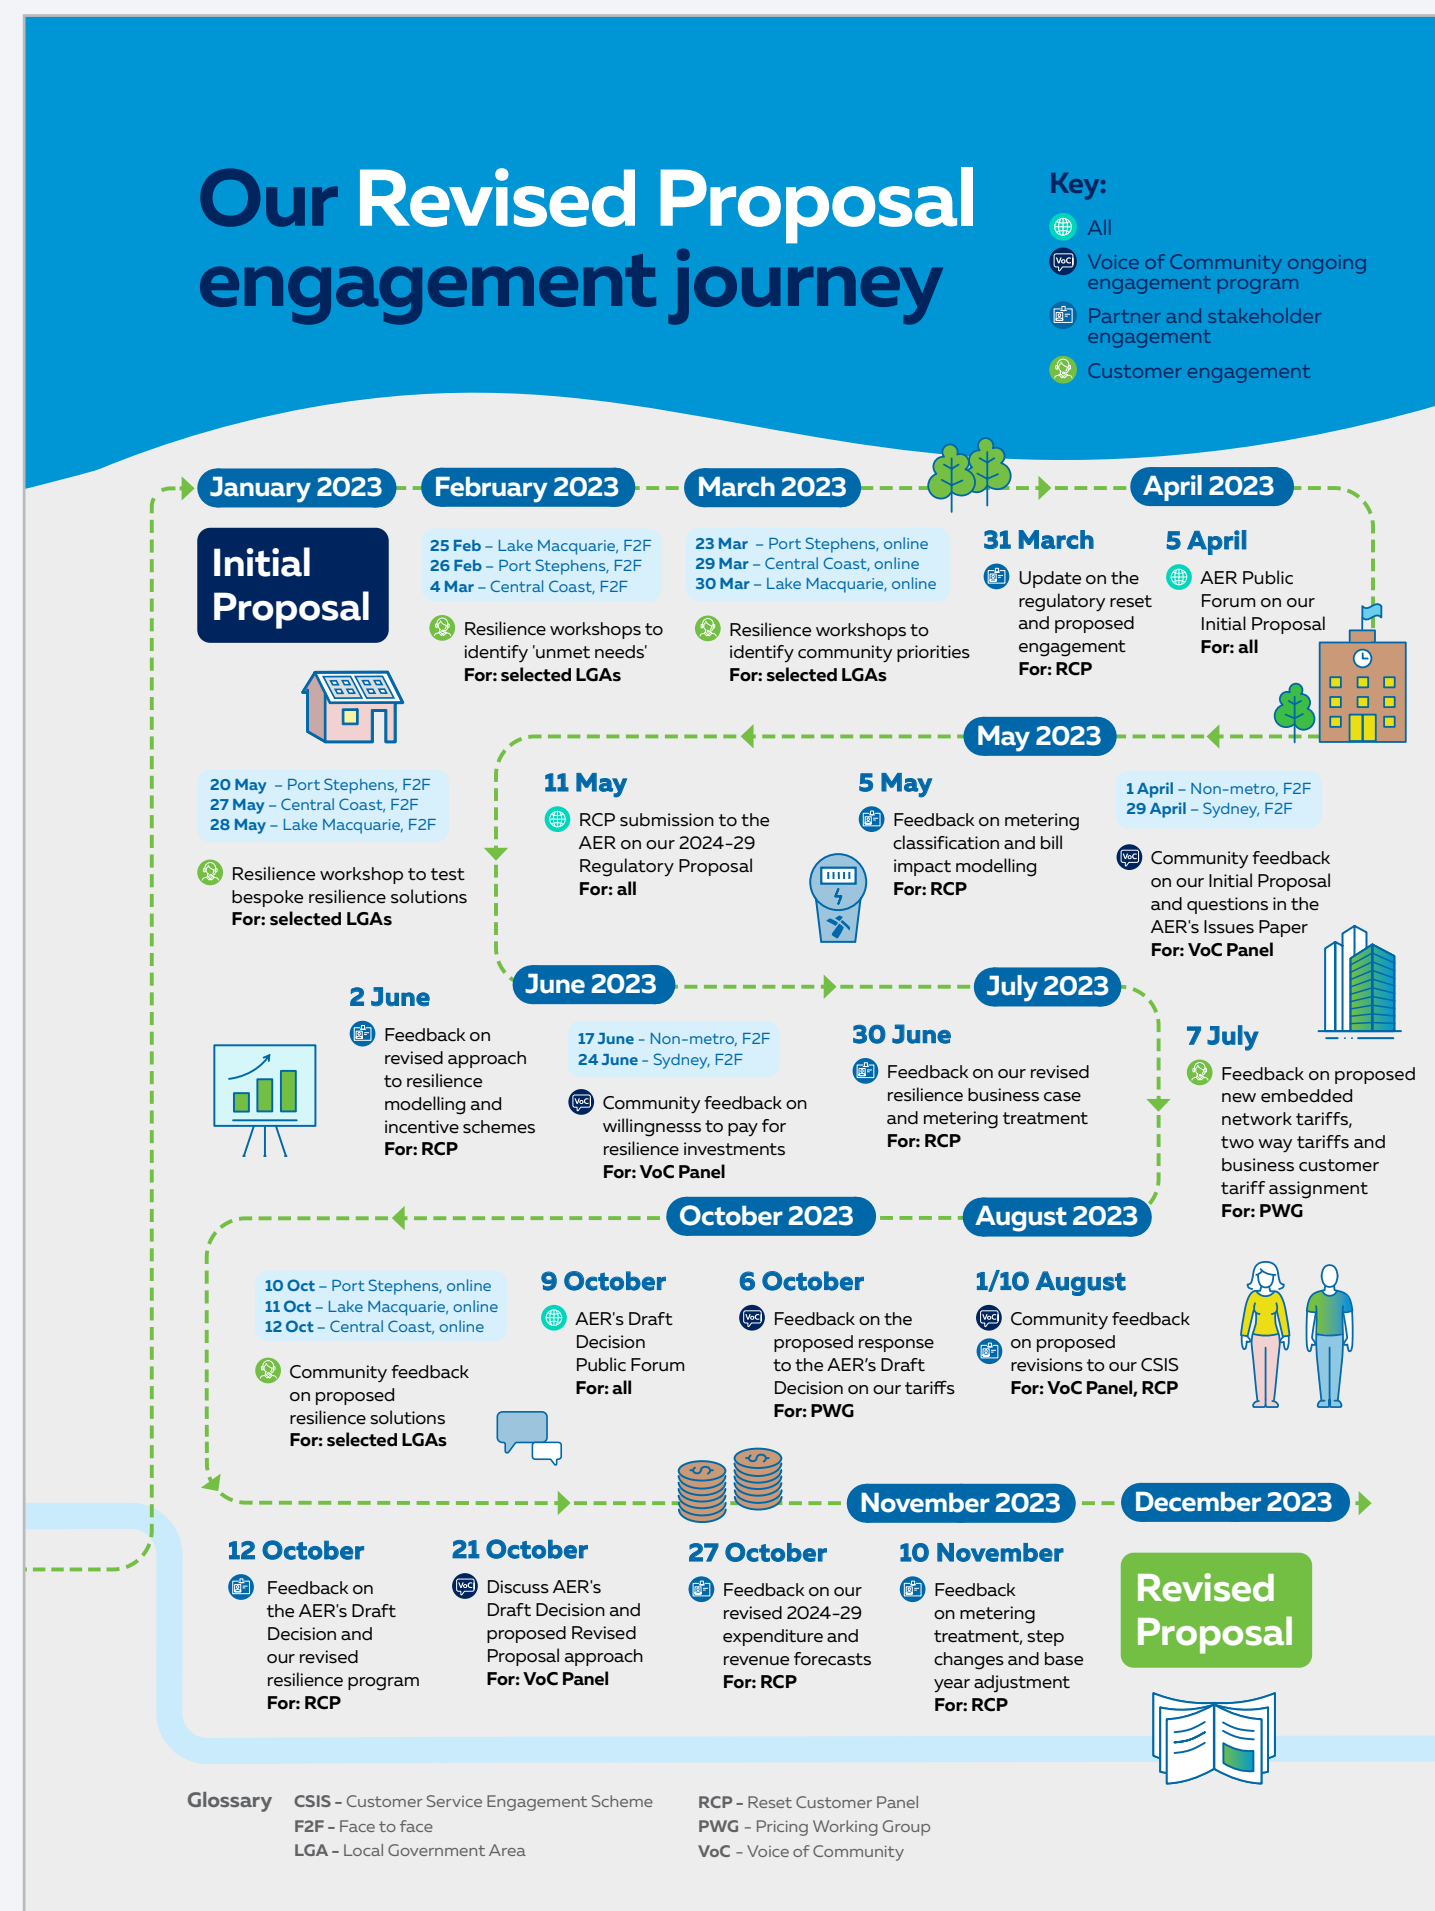 Our Revised Proposal
engagement journey
Key:
All
Voice of Community ongoing
engagement program
Partner and stakeholder
engagement
Customer engagement
January 2023
February 2023
March 2023
April 2023
Initial
Proposal
25 Feb – Lake Macquarie, F2F
26 Feb – Port Stephens, F2F
4 Mar – Central Coast, F2F
Resilience workshops to
identify 'unmet needs'
For: selected LGAs
23 Mar – Port Stephens, online
29 Mar – Central Coast, online
30 Mar – Lake Macquarie, online
Resilience workshops to
identify community priorities
For: selected LGAs
31 March
Update on the
regulatory reset
and proposed
engagement
For: RCP
5 April
AER Public
Forum on our
Initial Proposal
For: all
May 2023
1 April – Non-metro, F2F
29 April – Sydney, F2F
VoC
Community feedback
on our Initial Proposal
and questions in the
AER's Issues Paper
For: VoC Panel
5 May
Feedback on metering
classification and bill
impact modelling
For: RCP
11 May
RCP submission to the
AER on our 2024-29
Regulatory Proposal
For: all
20 May – Port Stephens, F2F
27 May – Central Coast, F2F
28 May – Lake Macquarie, F2F
Resilience workshop to test
bespoke resilience solutions
For: selected LGAs
June 2023
July 2023
2 June
Feedback on
revised approach
to resilience
modelling and
incentive schemes
For: RCP
17 June - Non-metro, F2F
24 June - Sydney, F2F
VoC
Community feedback on
willingnesss to pay for
resilience investments
For: VoC Panel
30 June
Feedback on our revised
resilience business case
and metering treatment
For: RCP
7 July
Feedback on proposed
new embedded
network tariffs,
two way tariffs and
business customer
tariff assignment
For: PWG
October 2023
August 2023
1/10 August
VoC
Community feedback
on proposed
revisions to our CSIS
For: VoC Panel, RCP
6 October
VoC
Feedback on the
proposed response
to the AER's Draft
Decision on our tariffs
For: PWG
9 October
AER's Draft
Decision
Public Forum
For: all
10 Oct – Port Stephens, online
11 Oct – Lake Macquarie, online
12 Oct – Central Coast, online
Community feedback
on proposed
resilience solutions
For: selected LGAs
November 2023
December 2023
12 October
Feedback on
the AER's Draft
Decision and
our revised
resilience program
For: RCP
21 October
VoC
Discuss AER's
Draft Decision and
proposed Revised
Proposal approach
For: VoC Panel
27 October
Feedback on our
revised 2024-29
expenditure and
revenue forecasts
For: RCP
10 November
Feedback
on metering
treatment, step
changes and base
year adjustment
For: RCP
Revised
Proposal
Glossary
CSIS - Customer Service Engagement Scheme
F2F - Face to face
LGA - Local Government Area
RCP - Reset Customer Panel
PWG - Pricing Working Group
VoC - Voice of Community